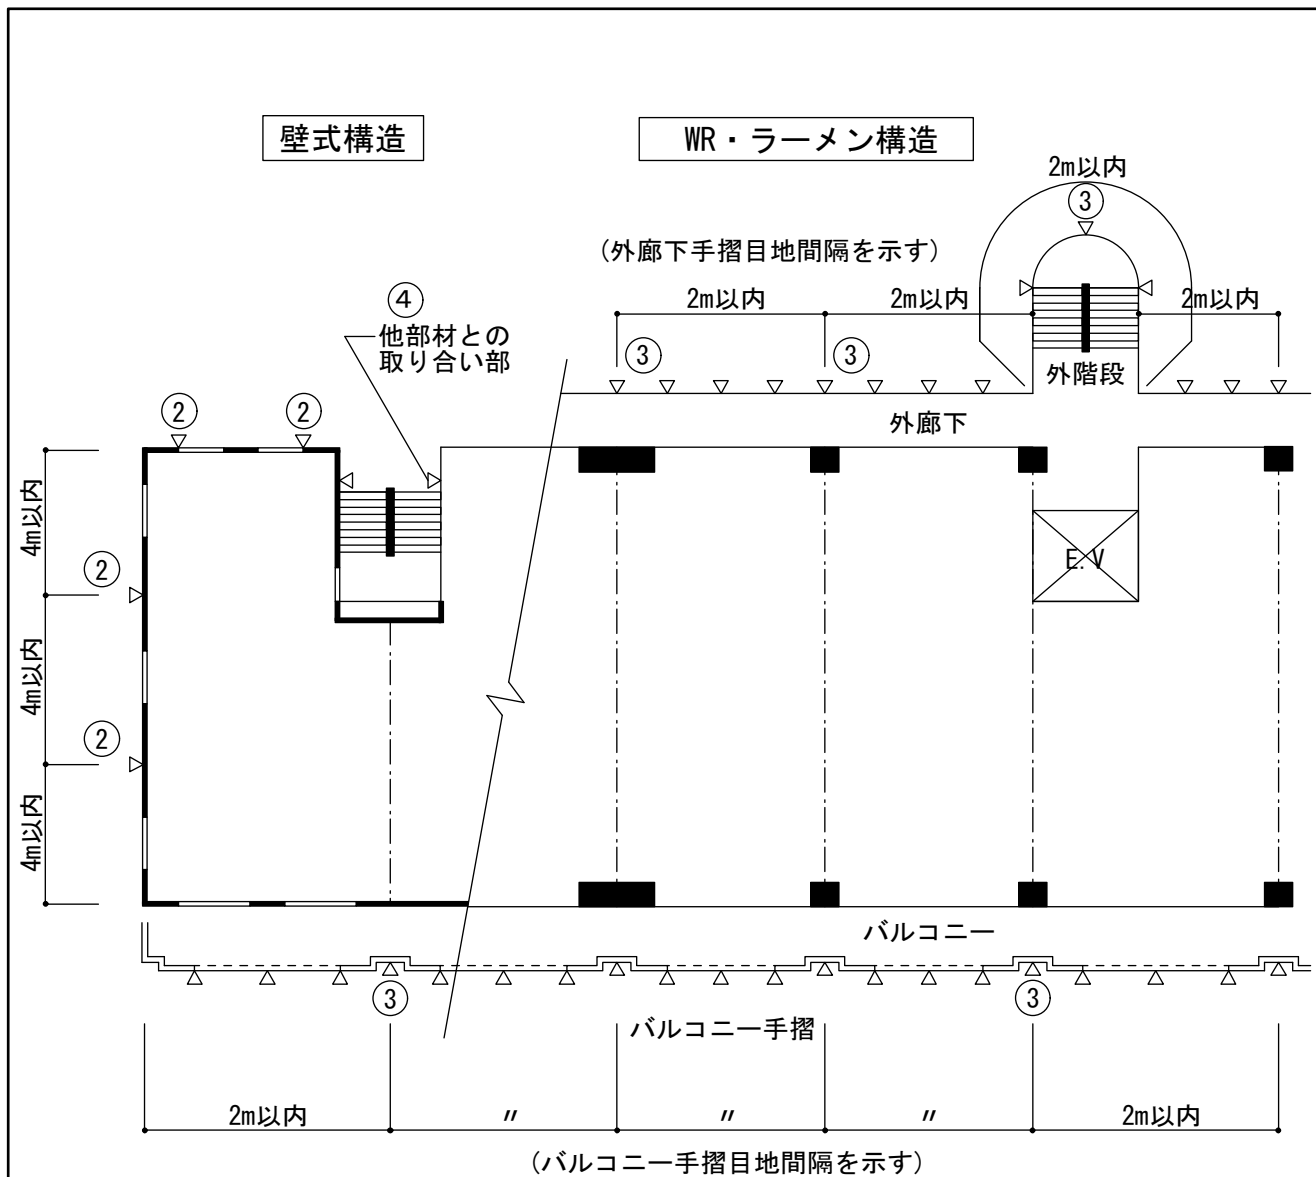 壁式構造
WR・ラーメン構造
2m以内
③
(外廊下手摺目地間隔を示す)
2m以内
2m以内
2m以内
④
他部材との
取り合い部
③
③
外階段
②
②
外廊下
4m以内
②
E.V
4m以内
②
4m以内
バルコニー
③
③
バルコニー手摺
2m以内
〃
〃
〃
2m以内
(バルコニー手摺目地間隔を示す)